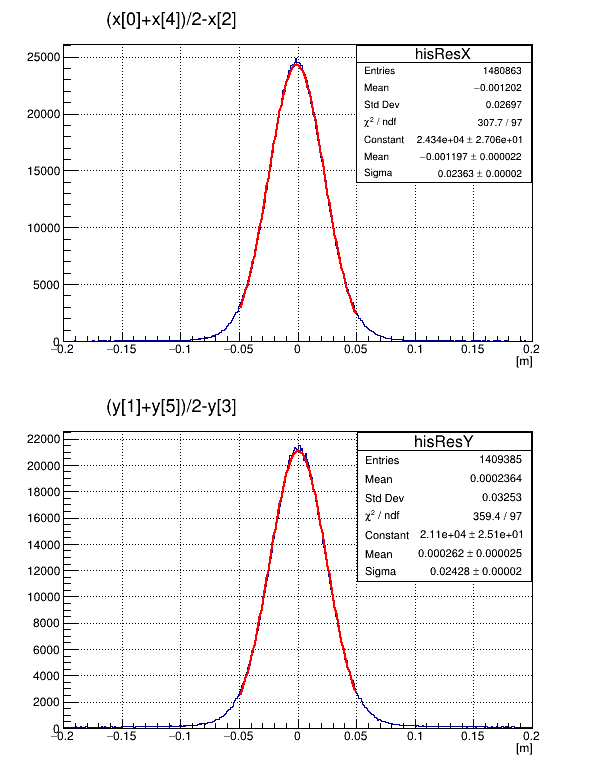 (x[0]+x[4])/2-x[2]
hisResX
Entries 1480863
Mean −0.001202
Std Dev 0.02697
χ² / ndf 307.7 / 97
Constant 2.434e+04 ± 2.706e+01
Mean −0.001197 ± 0.000022
Sigma 0.02363 ± 0.00002
25000
20000
15000
10000
5000
0
−0.2 −0.15 −0.1 −0.05 0 0.05 0.1 0.15 0.2
[m]
(y[1]+y[5])/2-y[3]
hisResY
Entries 1409385
Mean 0.0002364
Std Dev 0.03253
χ² / ndf 359.4 / 97
Constant 2.11e+04 ± 2.51e+01
Mean 0.000262 ± 0.000025
Sigma 0.02428 ± 0.00002
22000
20000
18000
16000
14000
12000
10000
8000
6000
4000
2000
0
−0.2 −0.15 −0.1 −0.05 0 0.05 0.1 0.15 0.2
[m]